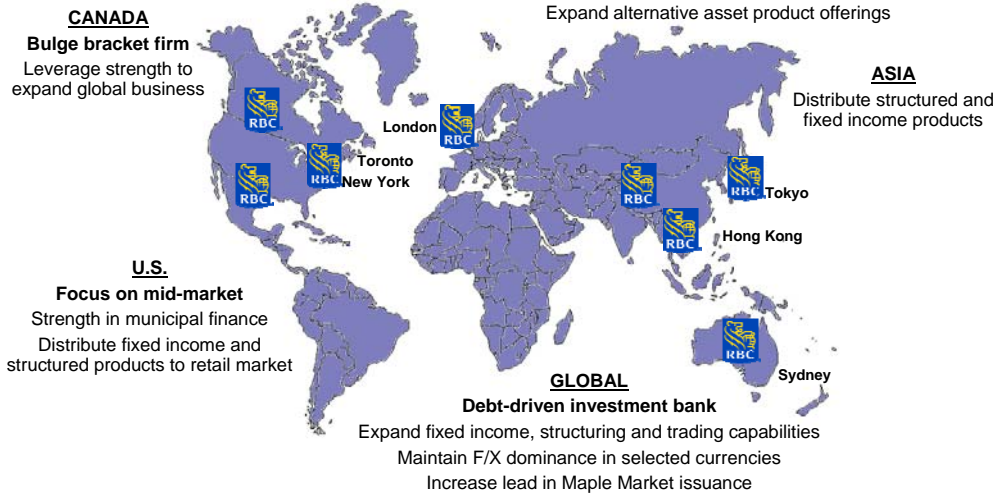 CANADA
Bulge bracket firm
Leverage strength to
expand global business
Expand alternative asset product offerings
ASIA
Distribute structured and
fixed income products
RBC
London
RBC
Toronto
RBC
New York
RBC
RBC
RBC
Tokyo
RBC
Hong Kong
U.S.
Focus on mid-market
Strength in municipal finance
Distribute fixed income and
structured products to retail market
RBC
Sydney
GLOBAL
Debt-driven investment bank
Expand fixed income, structuring and trading capabilities
Maintain F/X dominance in selected currencies
Increase lead in Maple Market issuance